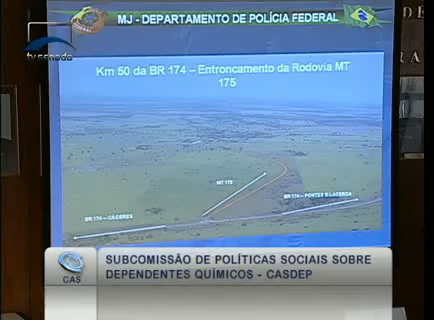 MJ - DEPARTAMENTO DE POLÍCIA FEDERAL
tv senado
Km 50 da BR 174 – Entroncamento da Rodovia MT
175
MT 175
BR 174 – CÁCERES
BR 174 – PONTES E LACERDA
SUBCOMISSÃO DE POLÍTICAS SOCIAIS SOBRE
DEPENDENTES QUÍMICOS - CASDEP
CAS